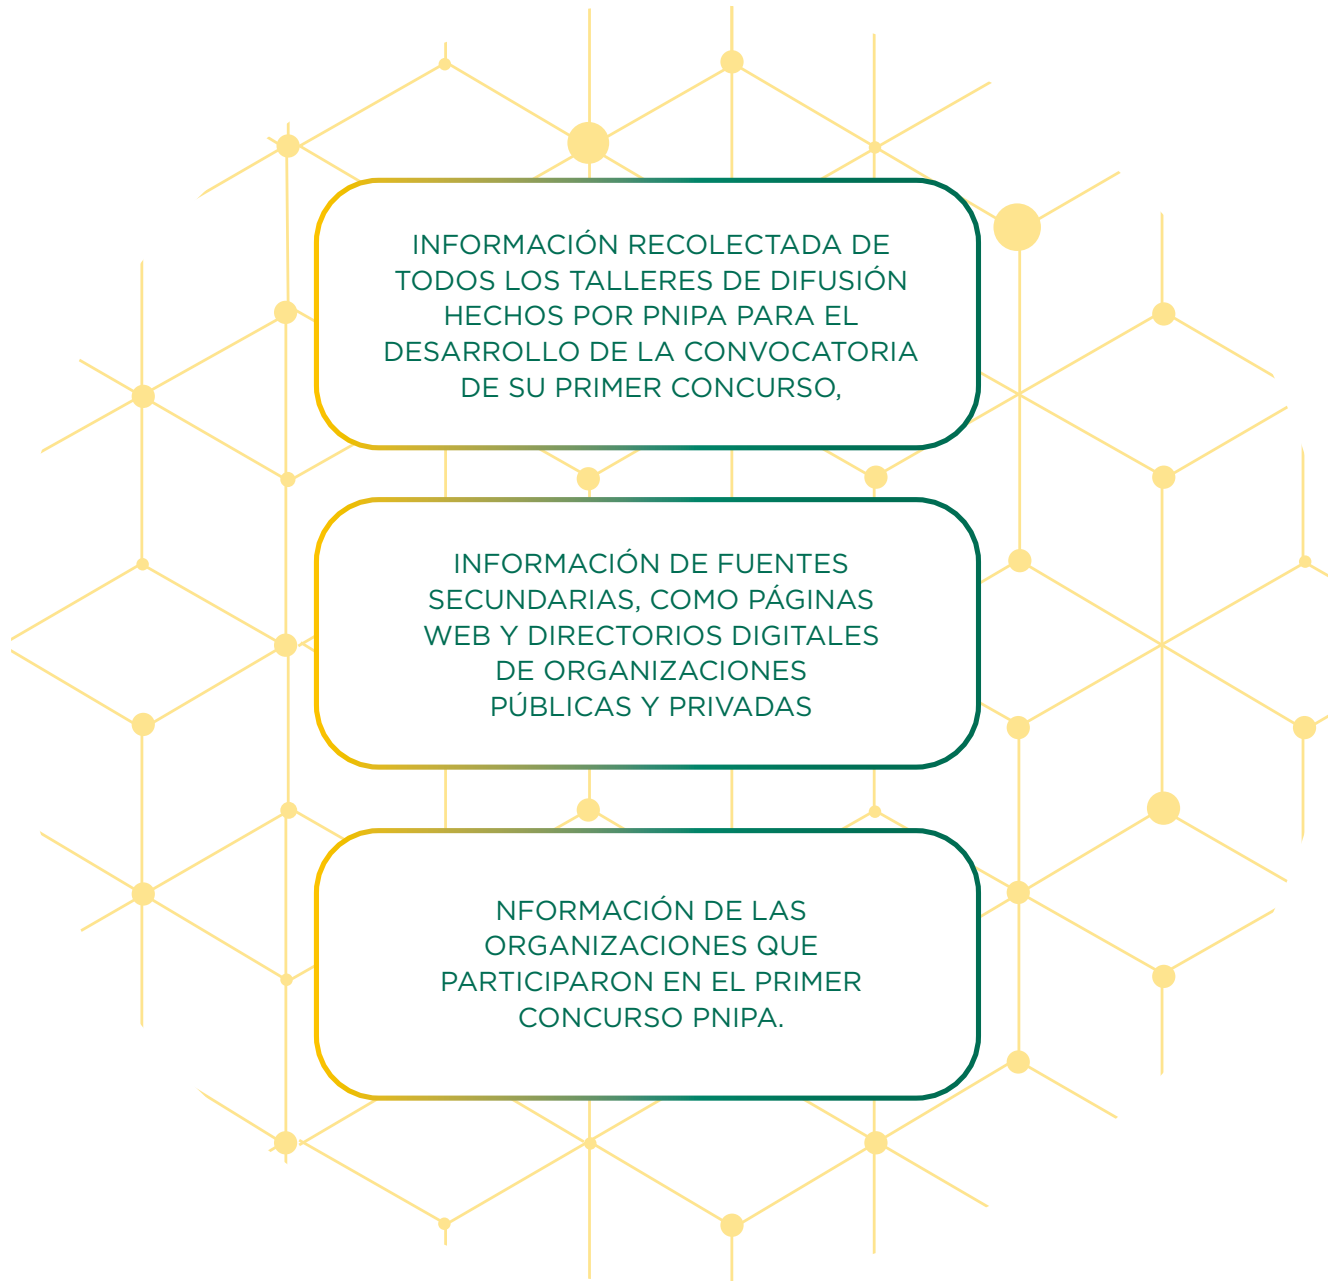 INFORMACIÓN RECOLECTADA DE
TODOS LOS TALLERES DE DIFUSIÓN
HECHOS POR PNIPA PARA EL
DESARROLLO DE LA CONVOCATORIA
DE SU PRIMER CONCURSO,
INFORMACIÓN DE FUENTES
SECUNDARIAS, COMO PÁGINAS
WEB Y DIRECTORIOS DIGITALES
DE ORGANIZACIONES
PÚBLICAS Y PRIVADAS
NFORMACIÓN DE LAS
ORGANIZACIONES QUE
PARTICIPARON EN EL PRIMER
CONCURSO PNIPA.